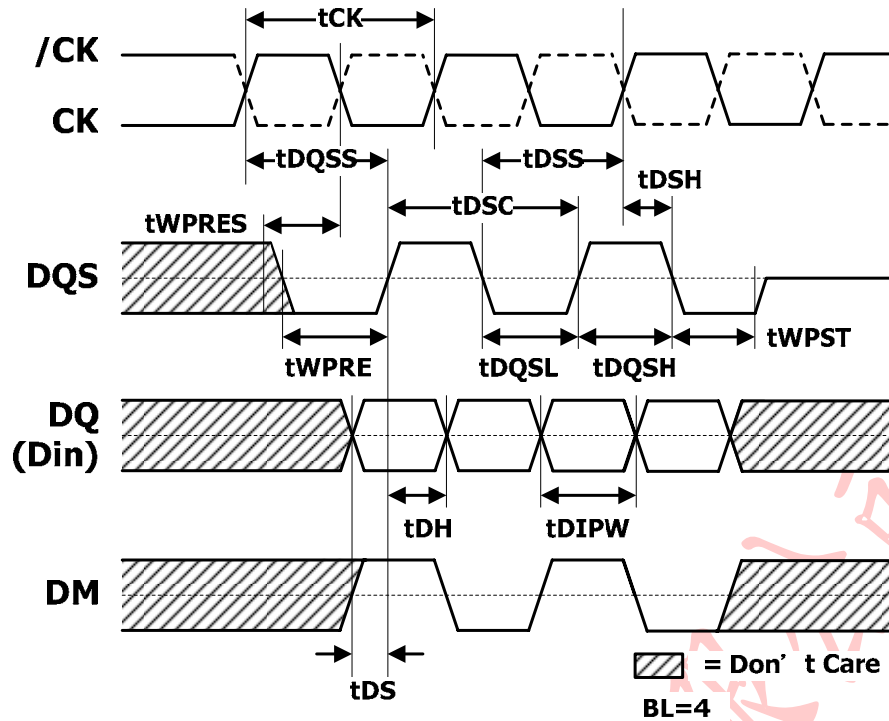 tCK
/CK
CK
tDQSS
tDSS
tDSH
tWPRES
tDSC
DQS
tWPRE
tDQSL
tDQSH
tWPST
DQ
(Din)
tDH
tDIPW
DM
tDS
= Don’ t Care
BL=4